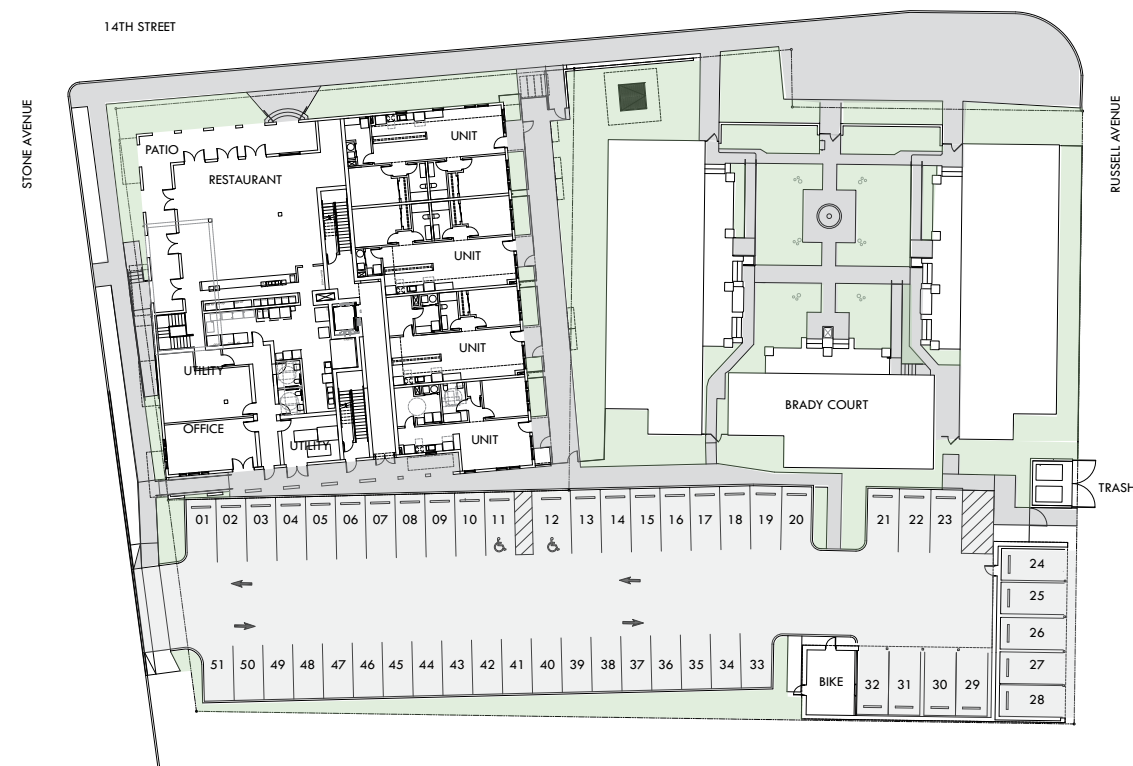 14TH STREET
STONE AVENUE
RUSSELL AVENUE
PATIO
RESTAURANT
UNIT
UNIT
UNIT
UNIT
UTILITY
OFFICE
UTILITY
BRADY COURT
TRASH
01 02 03 04 05 06 07 08 09 10 11 12 13 14 15 16 17 18 19 20 21 22 23
24
25
26
27
28
51 50 49 48 47 46 45 44 43 42 41 40 39 38 37 36 35 34 33
BIKE
32 31 30 29